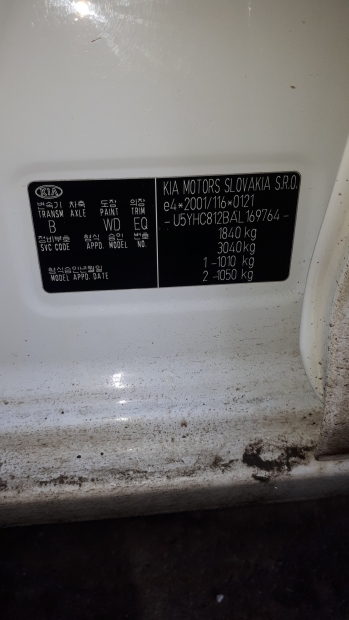 KIA
변속기 차축 도장 의장
TRANSM AXLE PAINT TRIM
B WD EQ
정비부호 형식 승인 번호
SVC CODE APPD. MODEL NO.
형식승인년월일
MODEL APPD. DATE
KIA MOTORS SLOVAKIA S.R.O.
e4*2001/116*0121
-U5YHC812BAL169764-
1840 kg
3040 kg
1 -1010 kg
2 -1050 kg